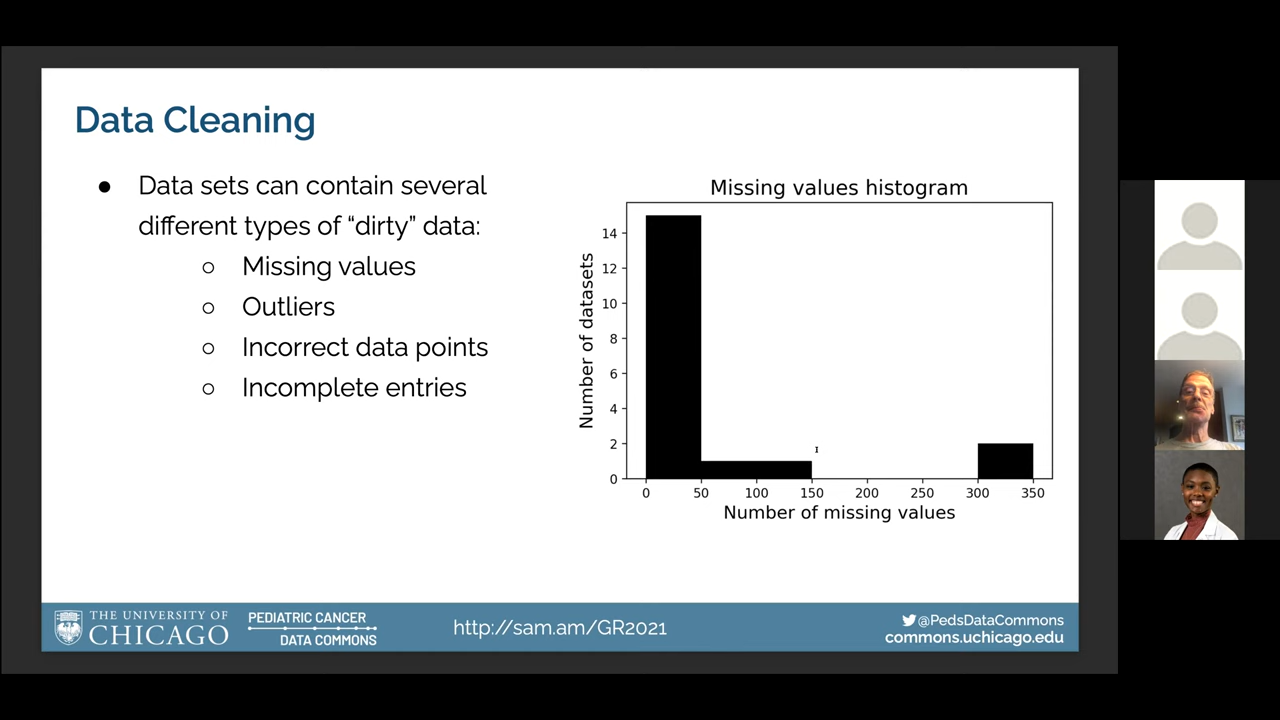 Data Cleaning
● Data sets can contain several
different types of “dirty” data:
○ Missing values
○ Outliers
○ Incorrect data points
○ Incomplete entries
Missing values histogram
Number of datasets
14
12
10
8
6
4
2
0
0 50 100 150 200 250 300 350
Number of missing values
THE UNIVERSITY OF
CHICAGO
PEDIATRIC CANCER
DATA COMMONS
http://sam.am/GR2021
@PedsDataCommons
commons.uchicago.edu